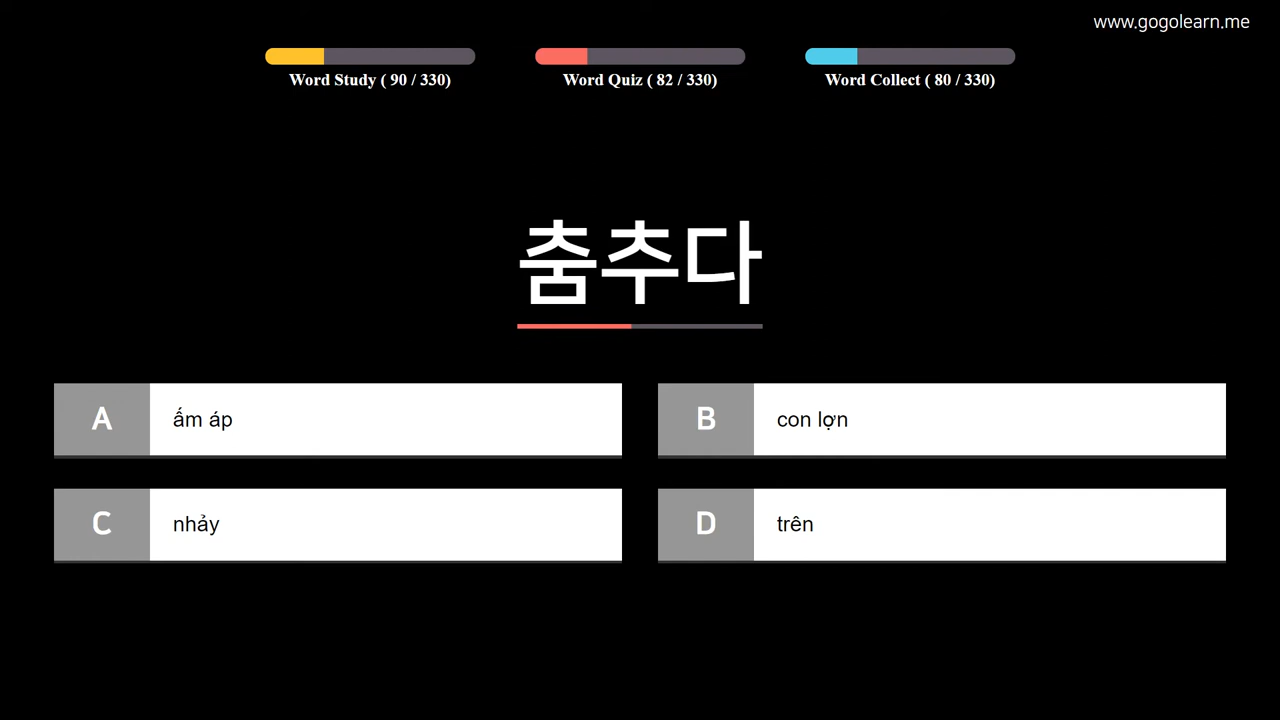 www.gogolearn.me
Word Study ( 90 / 330)
Word Quiz ( 82 / 330)
Word Collect ( 80 / 330)
춤추다
A ấm áp
B con lợn
C nhảy
D trên